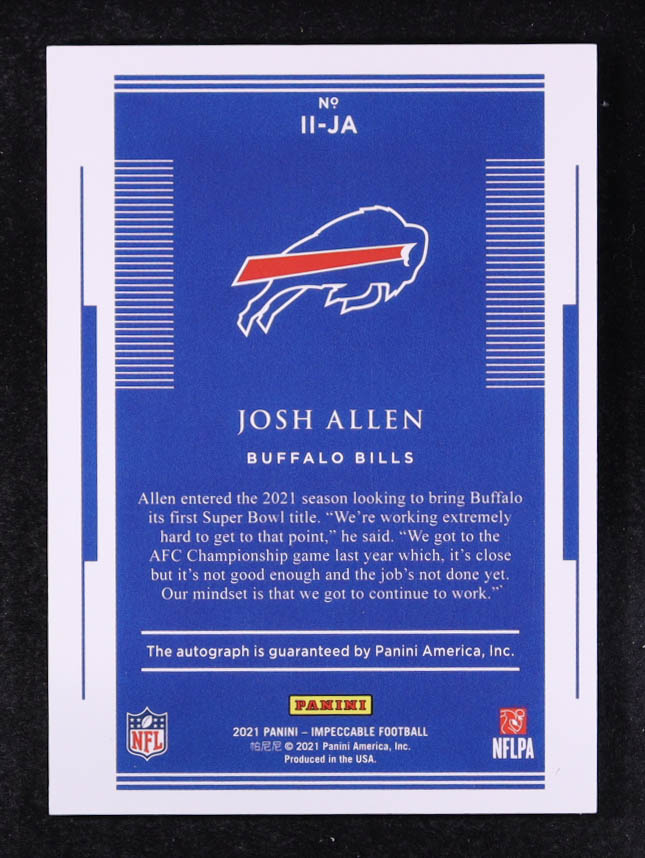 Nº
II-JA
JOSH ALLEN
BUFFALO BILLS
Allen entered the 2021 season looking to bring Buffalo
its first Super Bowl title. “We're working extremely
hard to get to that point,” he said. “We got to the
AFC Championship game last year which, it's close
but it's not good enough and the job's not done yet.
Our mindset is that we got to continue to work.”
The autograph is guaranteed by Panini America, Inc.
PANINI
NFL
2021 PANINI – IMPECCABLE FOOTBALL
帕尼尼 © 2021 Panini America, Inc.
Produced in the USA.
NFLPA